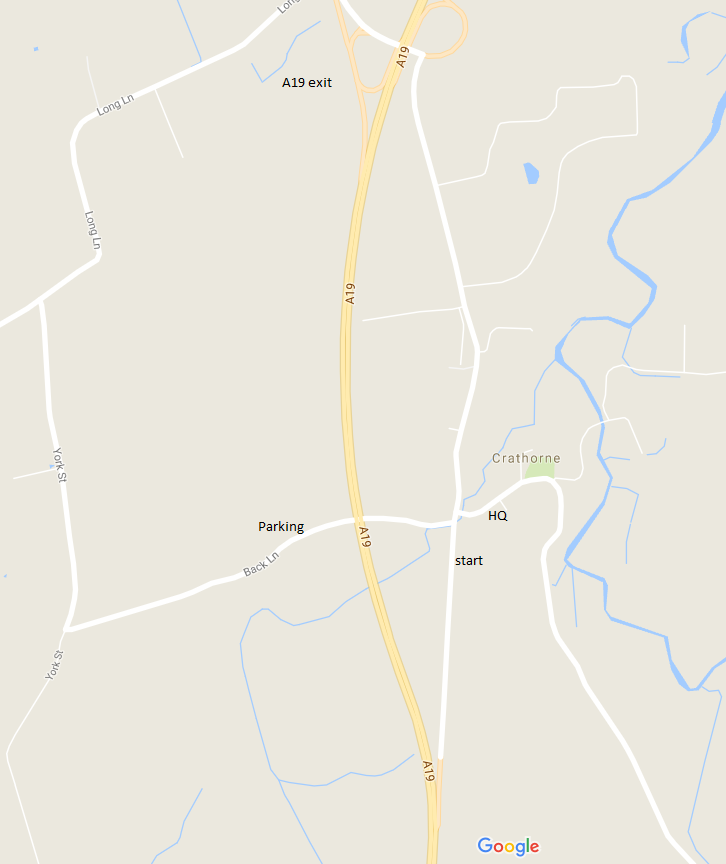 Long
A19
A19 exit
Long Ln
Long Ln
A19
York St
Crathorne
HQ
Parking
A19
start
Back Ln
York St
A19
Google